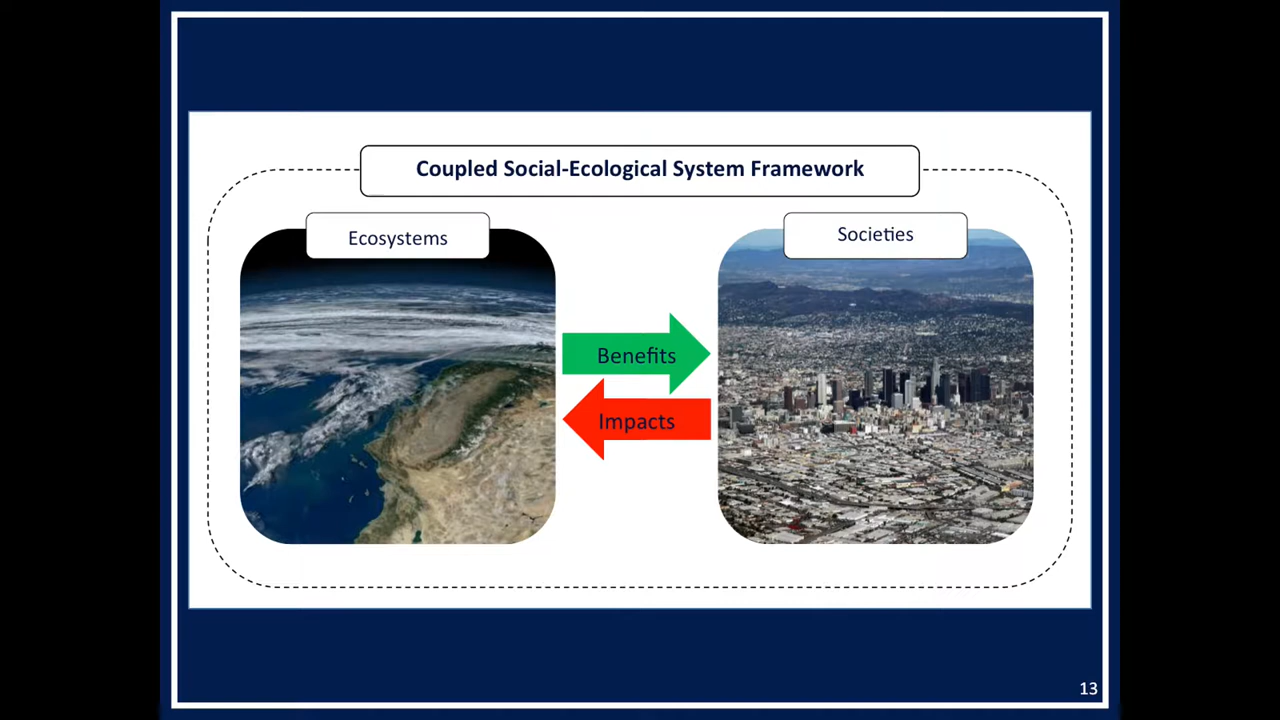 Coupled Social-Ecological System Framework
Ecosystems
Societies
Benefits
Impacts
13